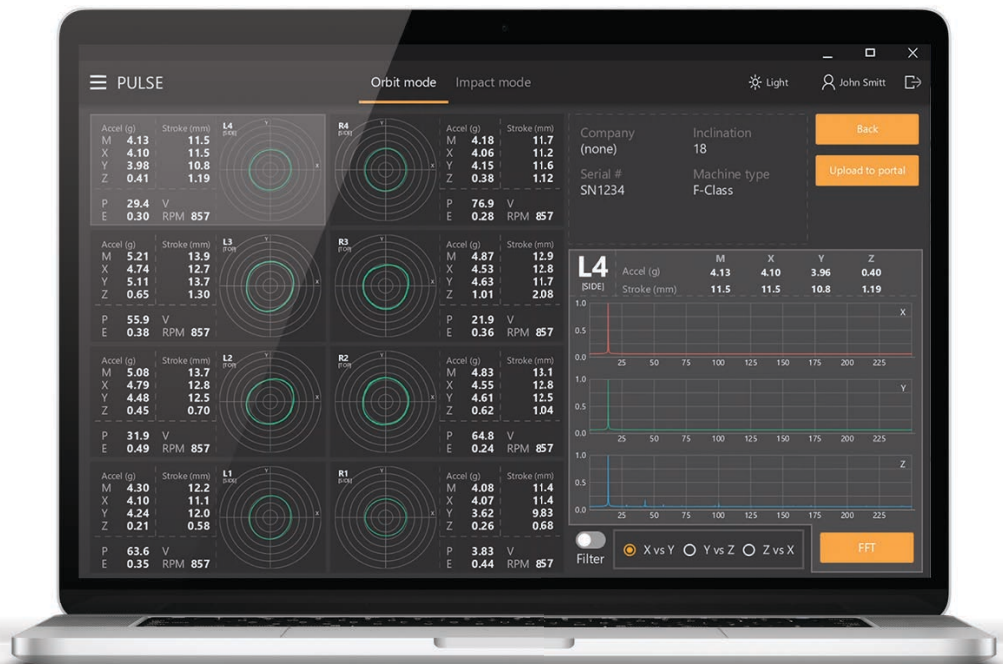 PULSE
Orbit mode Impact mode
Light
John Smitt
Accel (g) Stroke (mm)
M 4.13 11.5
X 4.10 11.5
Y 3.98 10.8
Z 0.41 1.19
P 29.4 V
E 0.30 RPM 857
L4
[SIDE]
Y
X
R4
[SIDE]
Y
X
Accel (g) Stroke (mm)
M 4.18 11.7
X 4.06 11.2
Y 4.15 11.6
Z 0.38 1.12
P 76.9 V
E 0.28 RPM 857
Accel (g) Stroke (mm)
M 5.21 13.9
X 4.74 12.7
Y 5.11 13.7
Z 0.65 1.30
P 55.9 V
E 0.38 RPM 857
L3
[TOP]
Y
X
R3
[TOP]
Y
X
Accel (g) Stroke (mm)
M 4.87 12.9
X 4.53 12.8
Y 4.63 11.7
Z 1.01 2.08
P 21.9 V
E 0.36 RPM 857
Accel (g) Stroke (mm)
M 5.08 13.7
X 4.79 12.8
Y 4.48 12.5
Z 0.45 0.70
P 31.9 V
E 0.49 RPM 857
L2
[TOP]
Y
X
R2
[TOP]
Y
X
Accel (g) Stroke (mm)
M 4.83 13.1
X 4.55 12.8
Y 4.61 12.5
Z 0.62 1.04
P 64.8 V
E 0.24 RPM 857
Accel (g) Stroke (mm)
M 4.30 12.2
X 4.10 11.1
Y 4.24 12.0
Z 0.21 0.58
P 63.6 V
E 0.35 RPM 857
L1
[SIDE]
Y
X
R1
[SIDE]
Y
X
Accel (g) Stroke (mm)
M 4.08 11.4
X 4.07 11.4
Y 3.62 9.83
Z 0.26 0.68
P 3.83 V
E 0.44 RPM 857
Company Inclination
(none) 18
Serial # Machine type
SN1234 F-Class
Back
Upload to portal
L4
[SIDE]
M X Y Z
Accel (g) 4.13 4.10 3.96 0.40
Stroke (mm) 11.5 11.5 10.8 1.19
1.0
X
0.5
0.0
25 50 75 100 125 150 175 200 225
1.0
Y
0.5
0.0
25 50 75 100 125 150 175 200 225
1.0
Z
0.5
0.0
25 50 75 100 125 150 175 200 225
Filter
X vs Y Y vs Z Z vs X
FFT